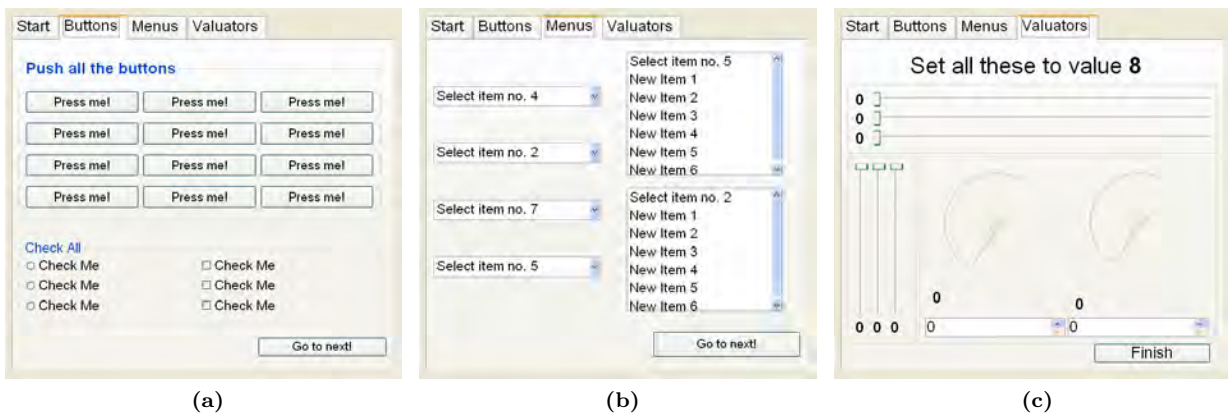 Start Buttons Menus Valuators
Push all the buttons
Press me! Press me! Press me!
Press me! Press me! Press me!
Press me! Press me! Press me!
Press me! Press me! Press me!
Check All
Check Me Check Me
Check Me Check Me
Check Me Check Me
Go to next!
(a)
Start Buttons Menus Valuators
Select item no. 4
Select item no. 2
Select item no. 7
Select item no. 5
Select item no. 5
New Item 1
New Item 2
New Item 3
New Item 4
New Item 5
New Item 6
Select item no. 2
New Item 1
New Item 2
New Item 3
New Item 4
New Item 5
New Item 6
Go to next!
(b)
Start Buttons Menus Valuators
Set all these to value 8
0
0
0
0 0
0 0 0 0 0
Finish
(c)